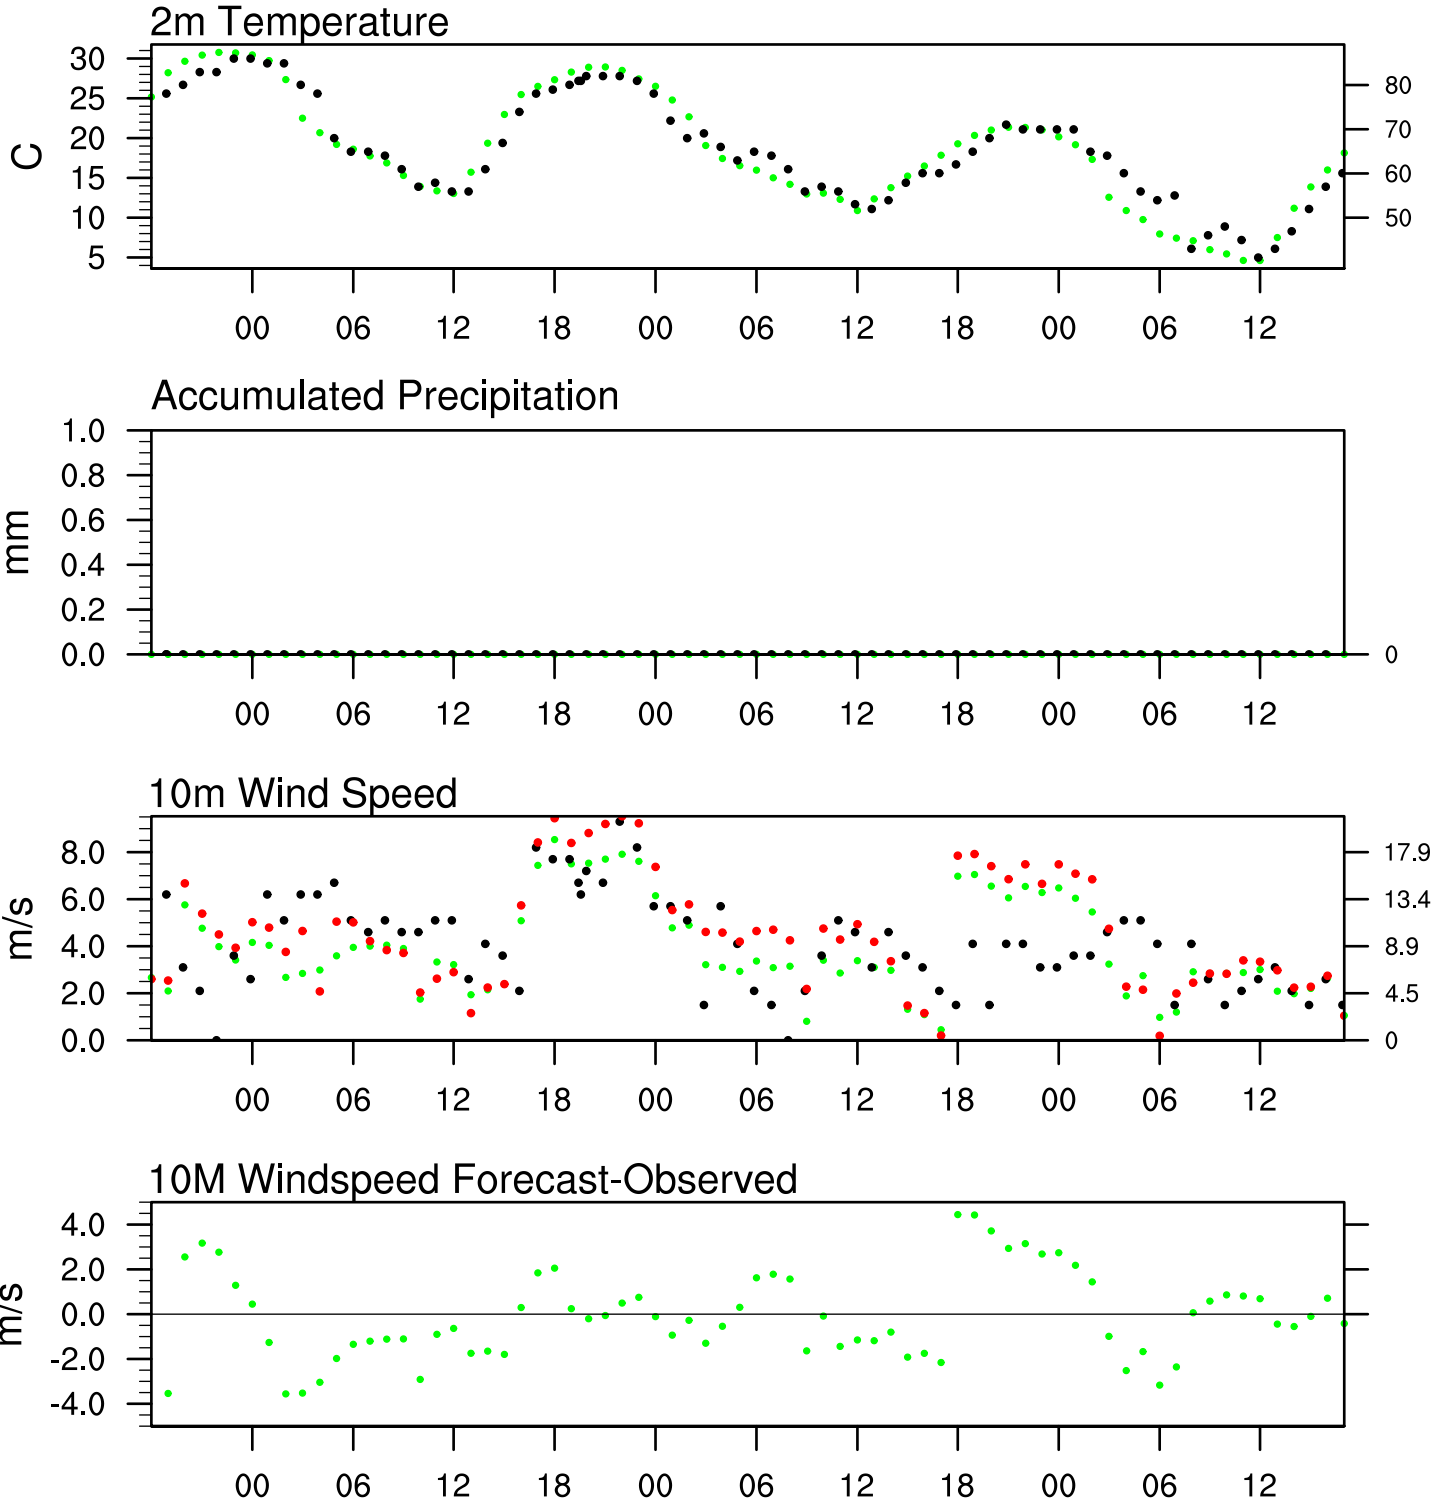 2m Temperature
30
25
20
15
10
5
C
80
70
60
50
00 06 12 18 00 12 18 00 06 12
Accumulated Precipitation
1.0
0.8
0.6
0.4
0.2
0.0
mm
0
00 06 12 18 00 06 12 18 00 06 12
10m Wind Speed
8.0
6.0
4.0
2.0
0.0
m/s
17.9
13.4
8.9
4.5
0
00 06 12 18 00 06 12 18 00 06 12
10M Windspeed Forecast-Observed
4.0
2.0
0.0
-2.0
-4.0
m/s
00 06 12 18 00 06 12 18 00 06 12